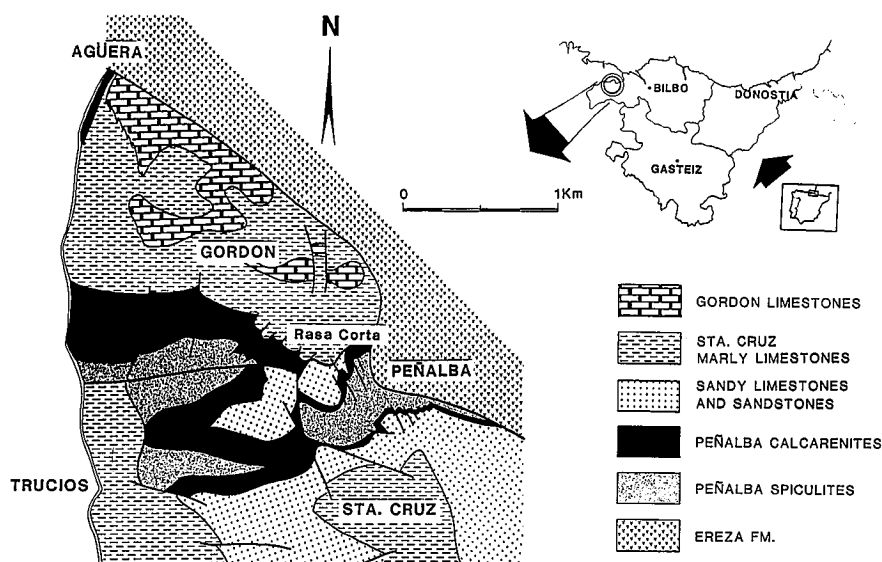 N
AGÜERA
BILBO
DONOSTIA
GASTEIZ
0
1Km
GORDON
Rasa Corta
PEÑALBA
TRUCIOS
STA. CRUZ
GORDON LIMESTONES
STA. CRUZ
MARLY LIMESTONES
SANDY LIMESTONES
AND SANDSTONES
PEÑALBA CALCARENITES
PEÑALBA SPICULITES
EREZA FM.